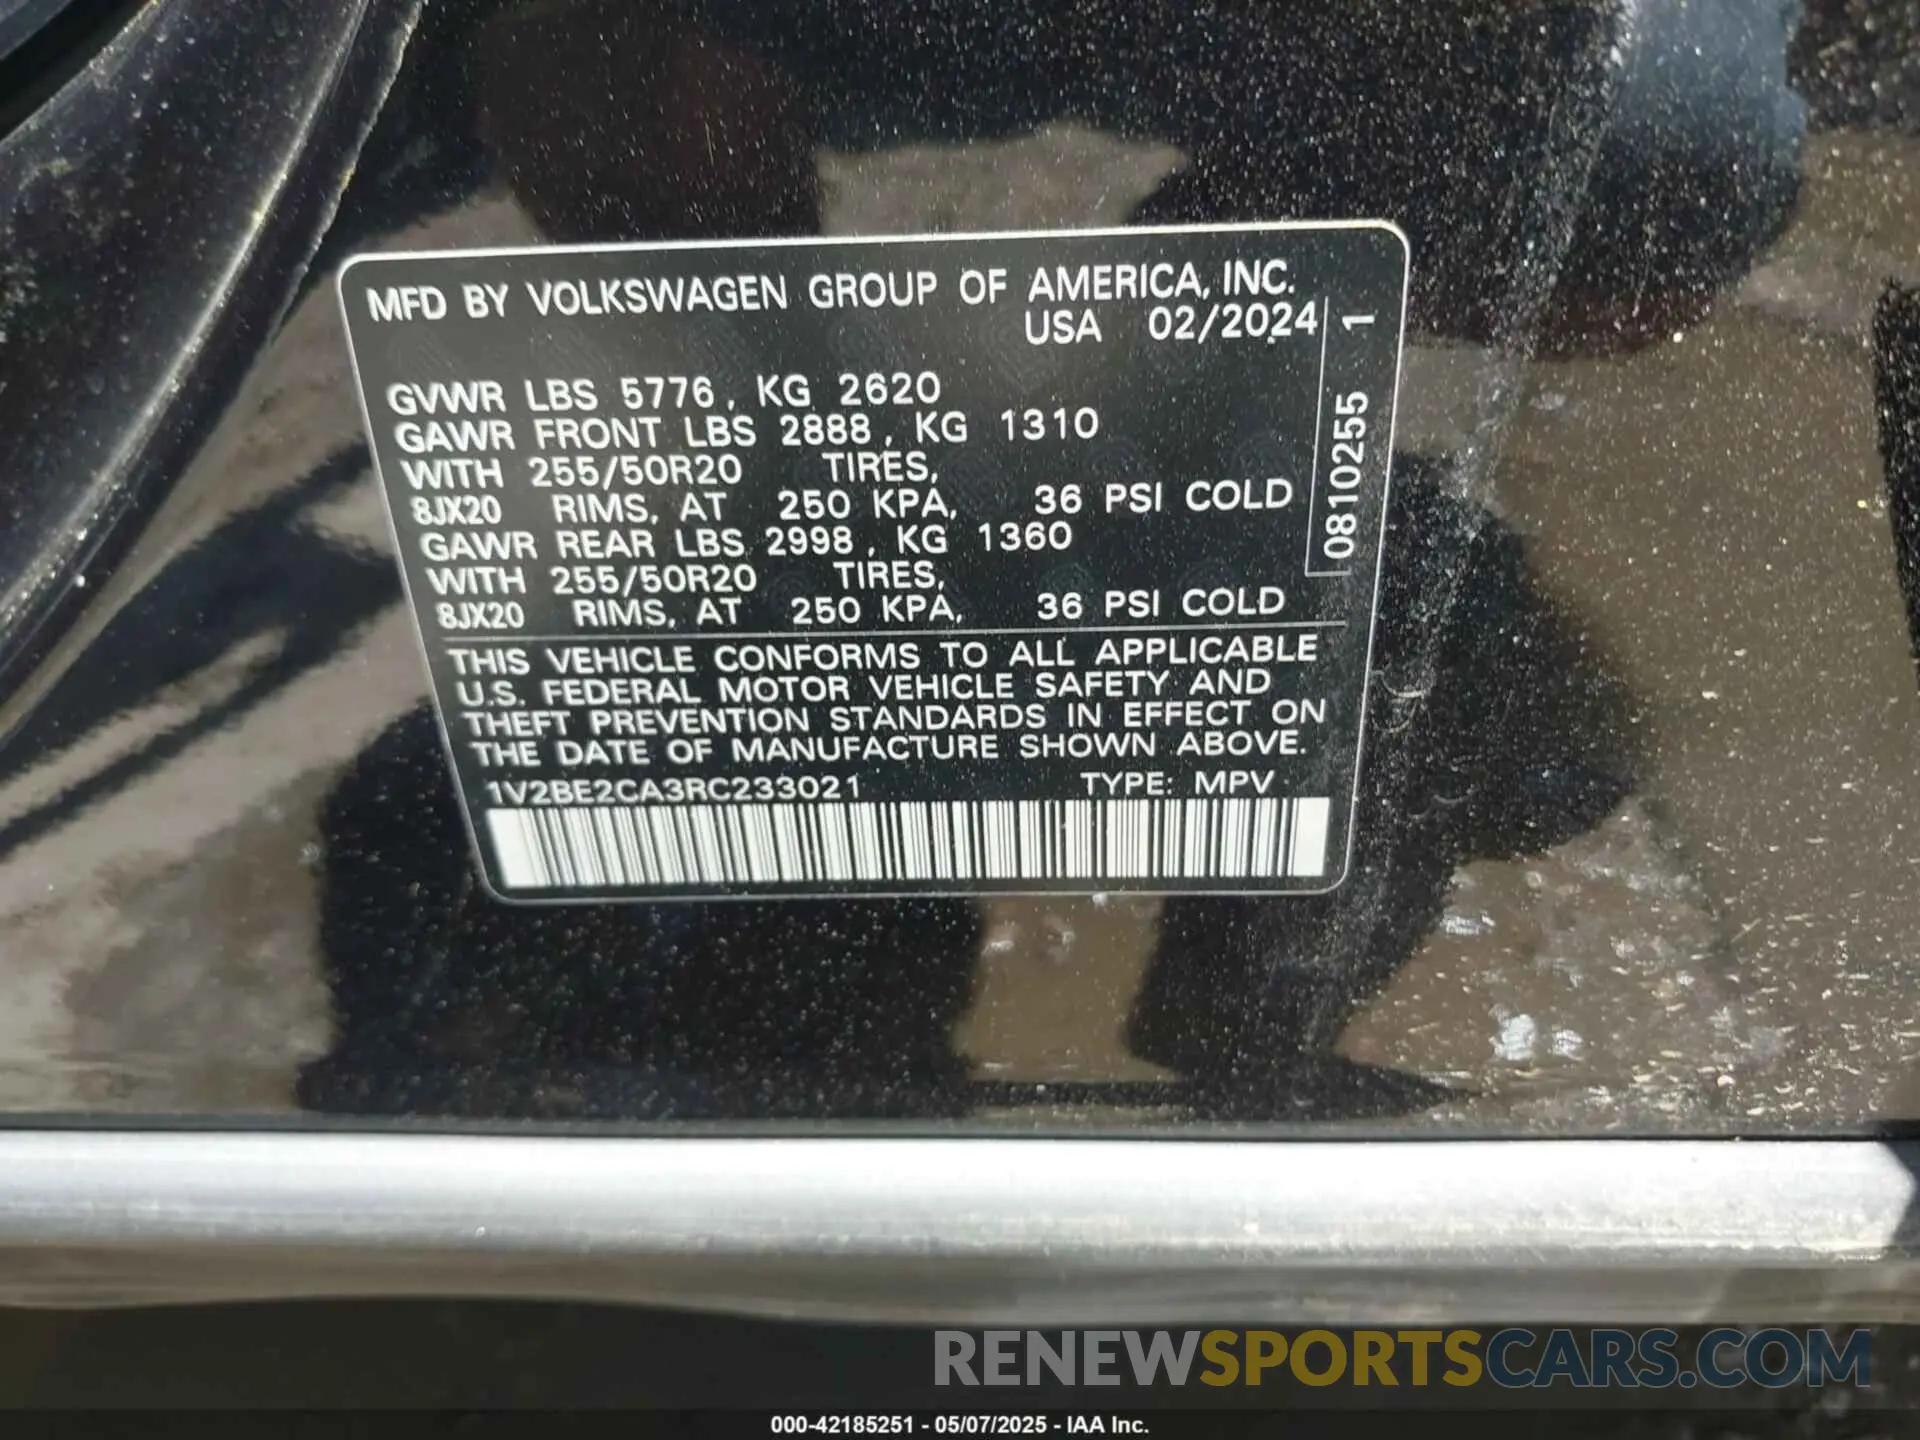 MFD BY VOLKSWAGEN GROUP OF AMERICA, INC.
USA 02/2024
GVWR LBS 5776, KG 2620
GAWR FRONT LBS 2888, KG 1310
WITH 255/50R20 TIRES,
8JX20 RIMS, AT 250 KPA, 36 PSI COLD
GAWR REAR LBS 2998, KG 1360
WITH 255/50R20 TIRES,
8JX20 RIMS, AT 250 KPA, 36 PSI COLD
0810255 1
THIS VEHICLE CONFORMS TO ALL APPLICABLE
U.S. FEDERAL MOTOR VEHICLE SAFETY AND
THEFT PREVENTION STANDARDS IN EFFECT ON
THE DATE OF MANUFACTURE SHOWN ABOVE.
1V2BE2CA3RC233021 TYPE: MPV
RENEWSPORTSCARS.COM
000-42185251 - 05/07/2025 - IAA Inc.